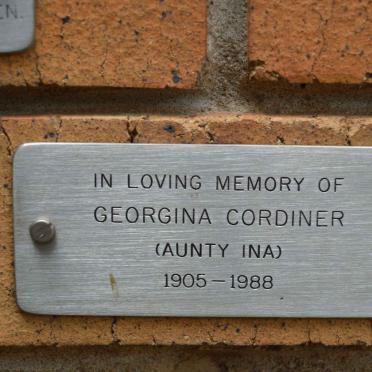 IN LOVING MEMORY OF
GEORGINA CORDINER
(AUNTY INA)
1905 – 1988